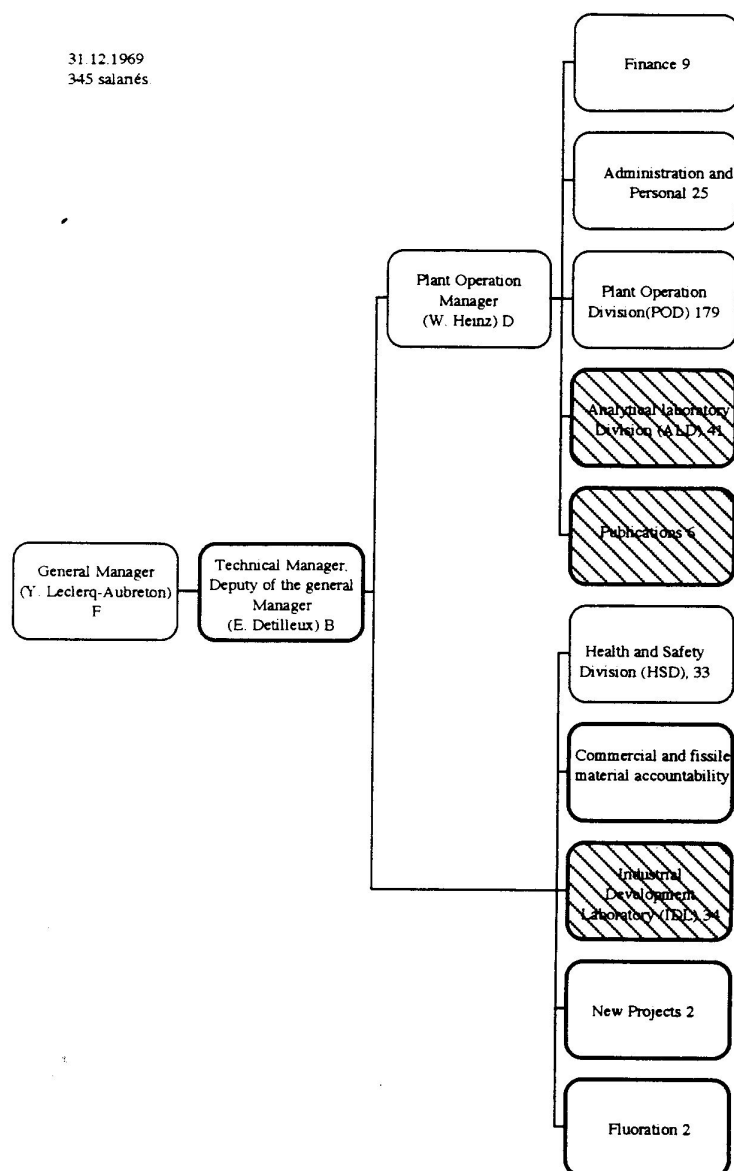 31.12.1969
345 salariés
Finance 9
Administration and
Personal 25
Plant Operation
Manager
(W. Heinz) D
Plant Operation
Division(POD) 179
Analytical laboratory
Division (ALD) 41
Publications 6
General Manager
(Y. Leclerq-Aubreton)
F
Technical Manager.
Deputy of the general
Manager
(E. Detilleux) B
Health and Safety
Division (HSD), 33
Commercial and fissile
material accountability
Industrial
Development
Laboratory (IDL) 34
New Projects 2
Fluoration 2